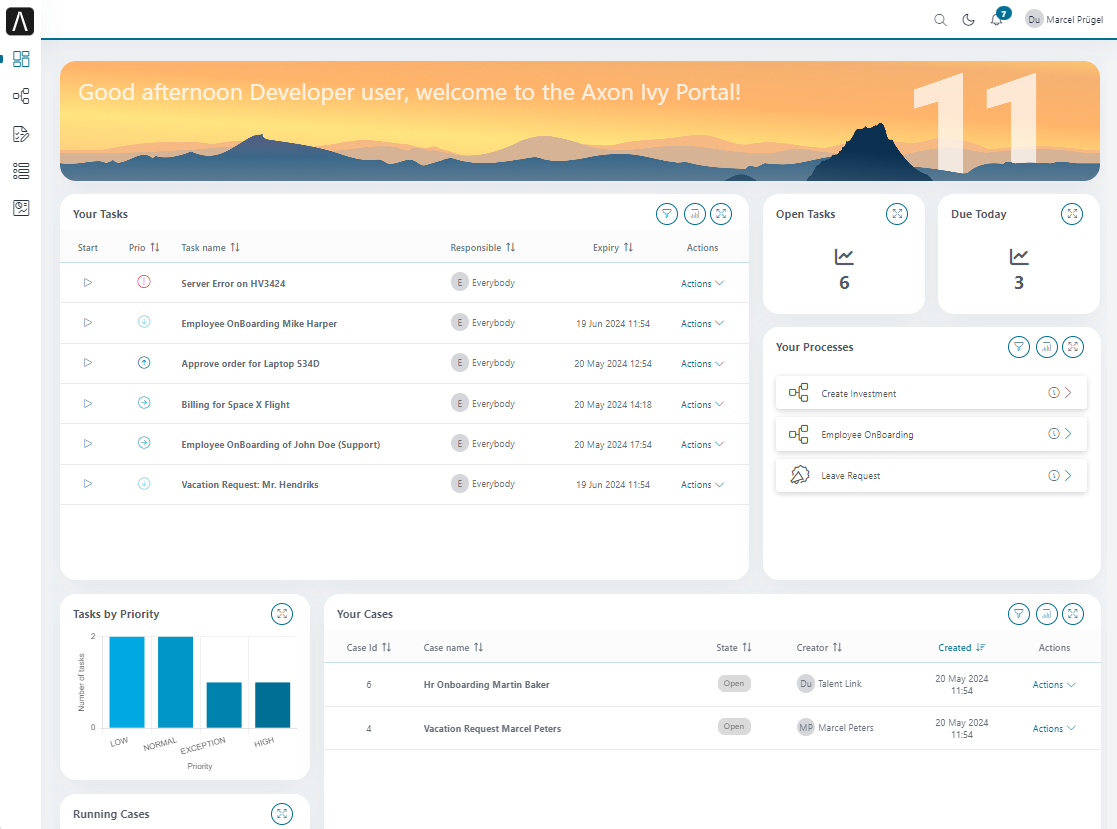 7
Du Marcel Prügel
Good afternoon Developer user, welcome to the Axon Ivy Portal!
11
Your Tasks
Start Prio Task name Responsible Expiry Actions
Server Error on HV3424 E Everybody Actions
Employee OnBoarding Mike Harper E Everybody 19 Jun 2024 11:54 Actions
Approve order for Laptop S34D E Everybody 20 May 2024 12:54 Actions
Billing for Space X Flight E Everybody 20 May 2024 14:18 Actions
Employee OnBoarding of John Doe (Support) E Everybody 20 May 2024 17:54 Actions
Vacation Request: Mr. Hendriks E Everybody 19 Jun 2024 11:54 Actions
Open Tasks
6
Due Today
3
Your Processes
Create Investment
Employee OnBoarding
Leave Request
Tasks by Priority
2
Number of tasks
0
LOW NORMAL EXCEPTION HIGH
Priority
Your Cases
Case Id Case name State Creator Created Actions
6 Hr Onboarding Martin Baker Open Du Talent Link 20 May 2024 Actions
11:54
4 Vacation Request Marcel Peters Open MP Marcel Peters 20 May 2024 Actions
11:54
Running Cases